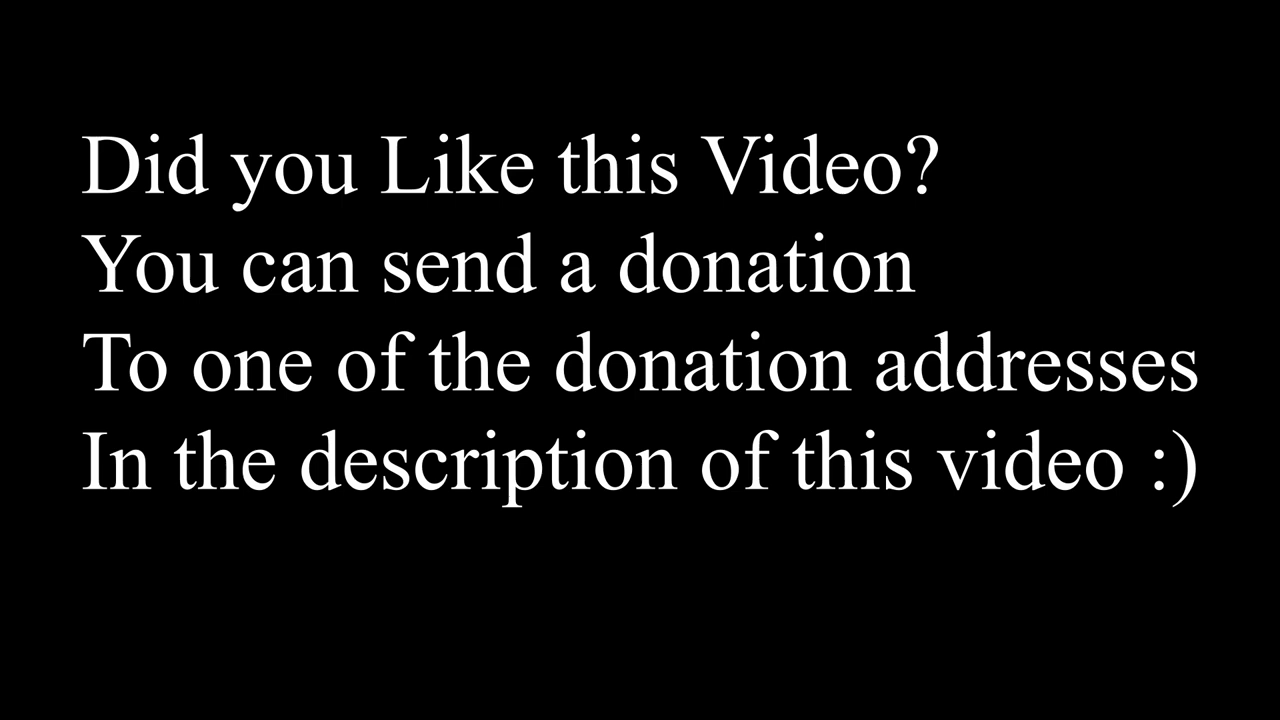 Did you Like this Video?
You can send a donation
To one of the donation addresses
In the description of this video :)